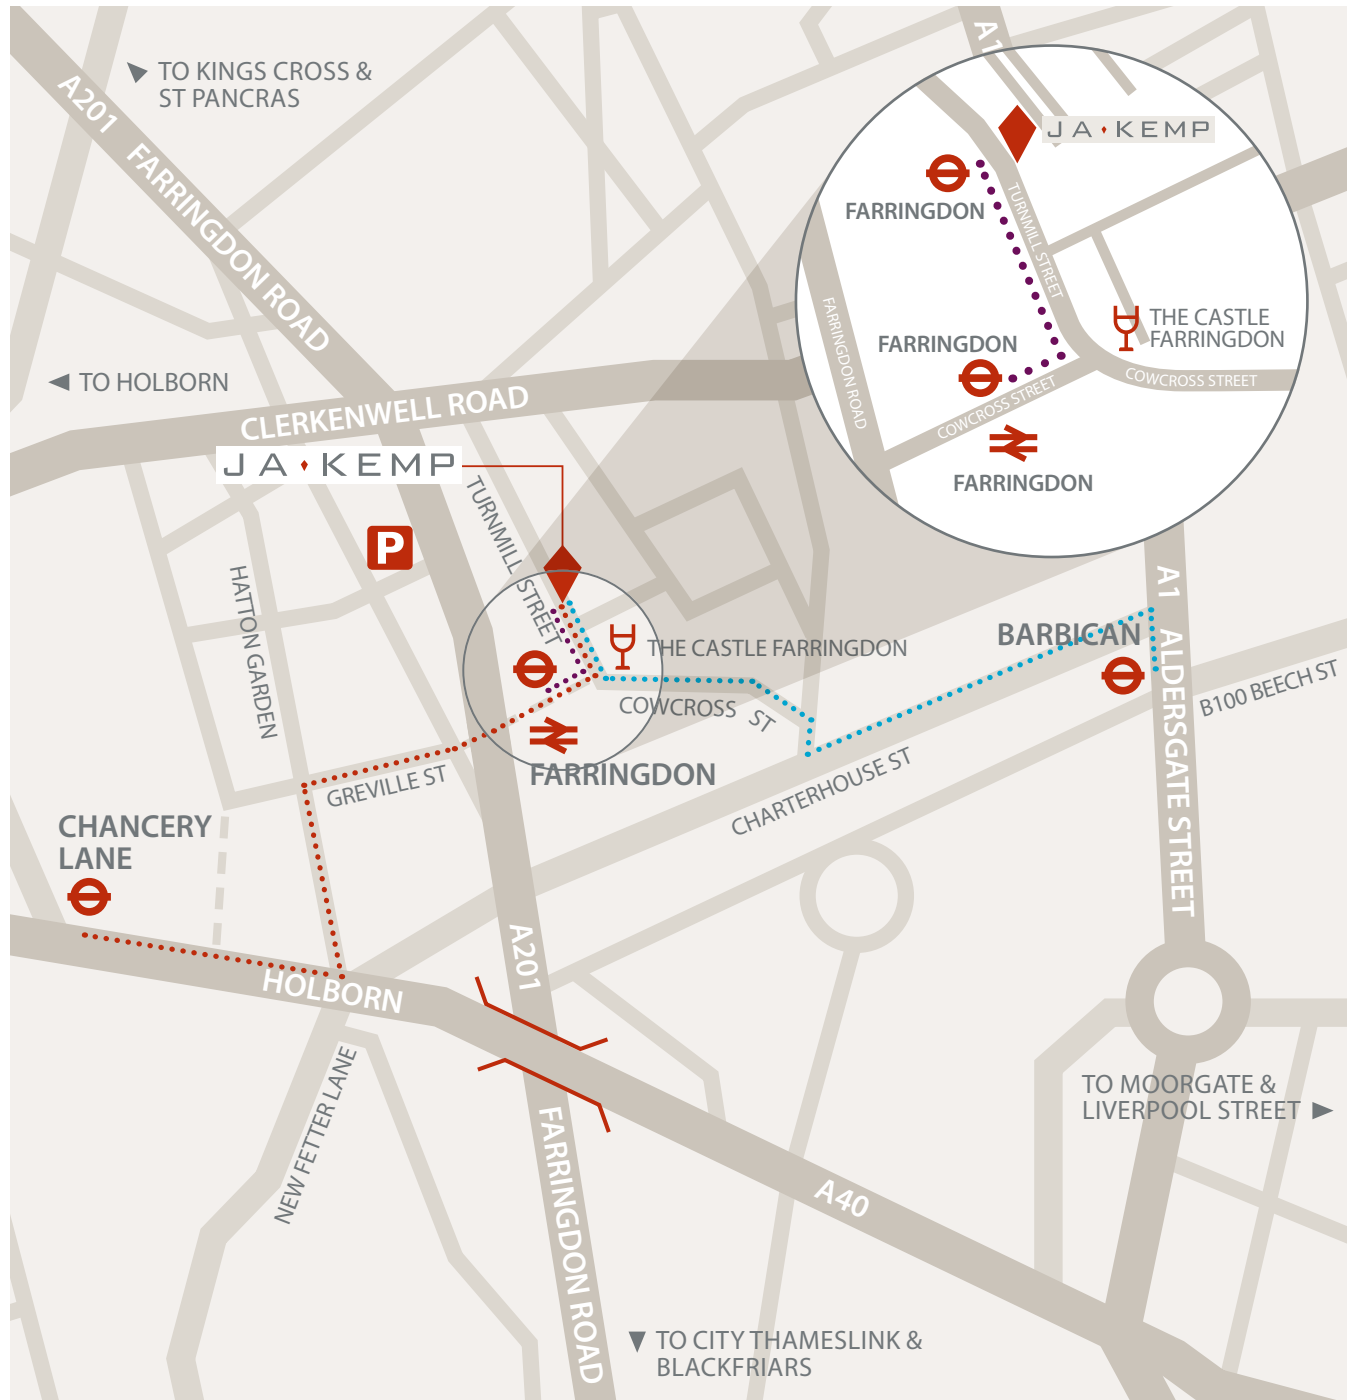 A1
TO KINGS CROSS &
ST PANCRAS
A201
FARRINGDON ROAD
JA KEMP
FARRINGDON
TURNMILL STREET
FARRINGDON ROAD
THE CASTLE
FARRINGDON
FARRINGDON
COWCROSS STREET
COWCROSS STREET
FARRINGDON
TO HOLBORN
CLERKENWELL ROAD
JA KEMP
TURNMILL STREET
P
HATTON GARDEN
THE CASTLE FARRINGDON
COWCROSS ST
FARRINGDON
BARBICAN
A1
ALDERSGATE STREET
B100 BEECH ST
GREVILLE ST
CHARTERHOUSE ST
CHANCERY
LANE
A201
HOLBORN
NEW FETTER LANE
FARRINGDON ROAD
A40
TO MOORGATE &
LIVERPOOL STREET
TO CITY THAMESLINK &
BLACKFRIARS